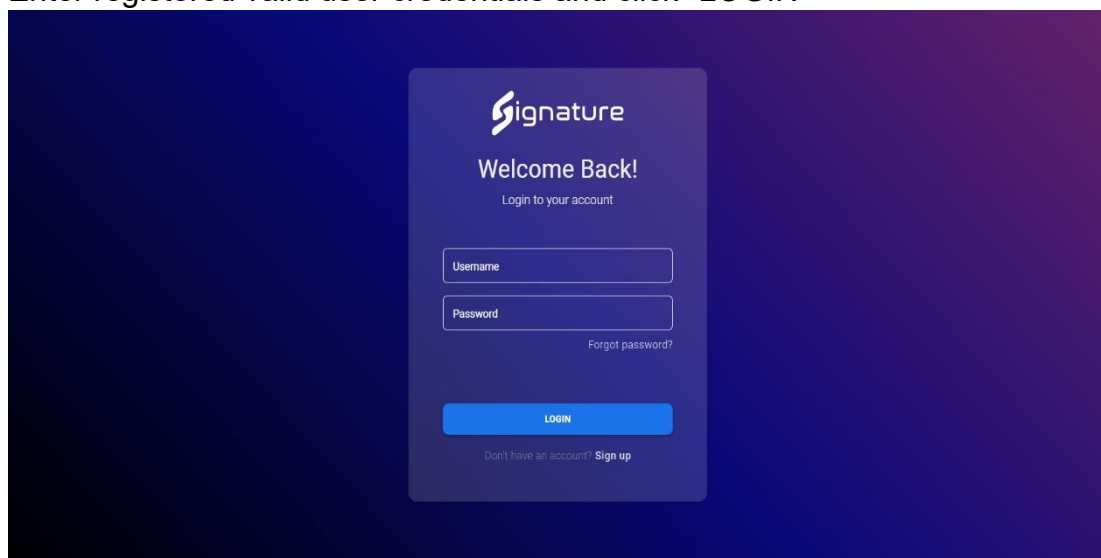 Enter registered valid user credentials and click "LOGIN"
Signature
Welcome Back!
Login to your account
Username
Password
Forgot password?
LOGIN
Don't have an account? Sign up